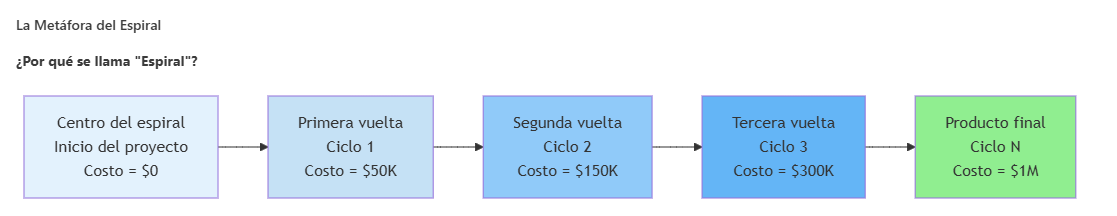 La Metáfora del Espiral
¿Por qué se llama "Espiral"?
Centro del espiral
Inicio del proyecto
Costo = $0
Primera vuelta
Ciclo 1
Costo = $50K
Segunda vuelta
Ciclo 2
Costo = $150K
Tercera vuelta
Ciclo 3
Costo = $300K
Producto final
Ciclo N
Costo = $1M